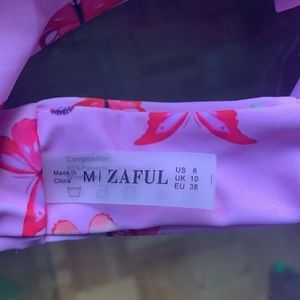 Composition
Made In
China
M
ZAFUL
US 6
UK 10
EU 38